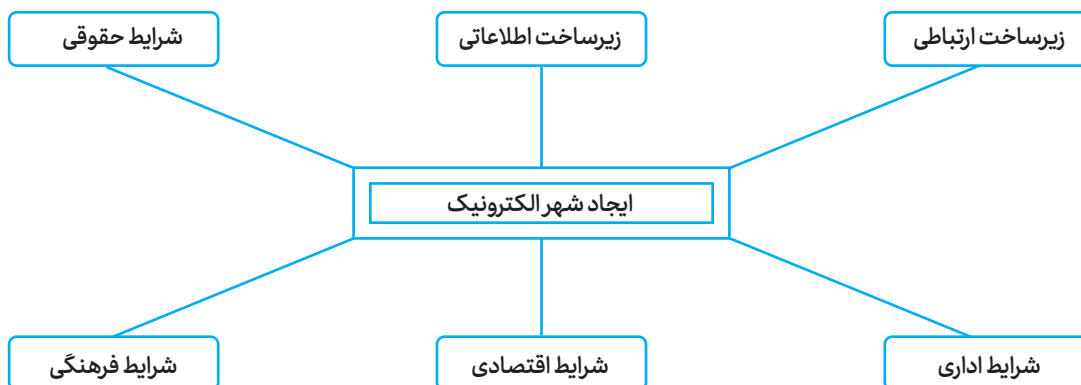 زیرساخت ارتباطی
زیرساخت اطلاعاتی
شرایط حقوقی
ایجاد شهر الکترونیک
شرایط اداری
شرایط اقتصادی
شرایط فرهنگی